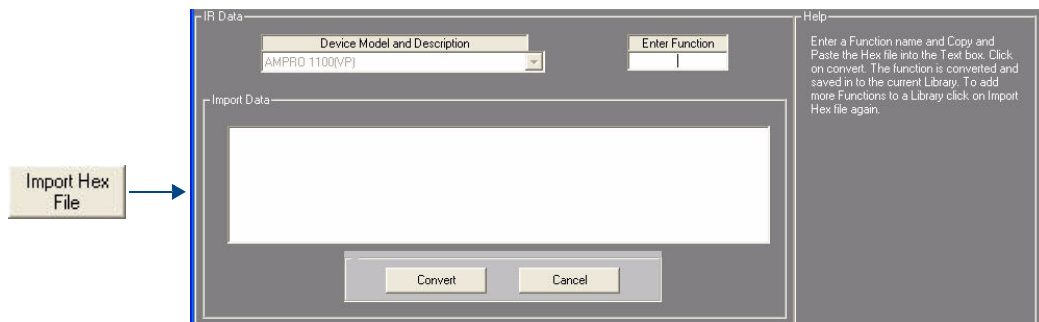 Import Hex
File
IR Data
Device Model and Description
AMPRO 1100(VP)
Enter Function
Import Data
Convert
Cancel
Help
Enter a Function name and Copy and
Paste the Hex file into the Text box. Click
on convert. The function is converted and
saved in to the current Library. To add
more Functions to a Library click on Import
Hex file again.